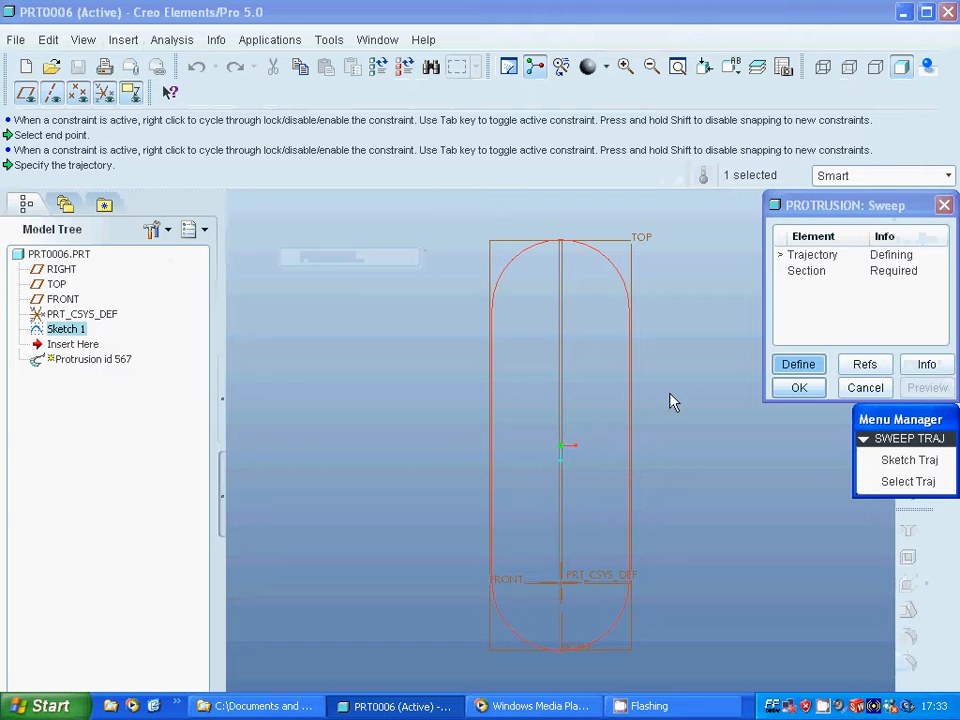 PRT0006 (Active) - Creo Elements/Pro 5.0
File Edit View Insert Analysis Info Applications Tools Window Help
• When a constraint is active, right click to cycle through lock/disable/enable the constraint. Use Tab key to toggle active constraint. Press and hold Shift to disable snapping to new constraints.
Select end point.
• When a constraint is active, right click to cycle through lock/disable/enable the constraint. Use Tab key to toggle active constraint. Press and hold Shift to disable snapping to new constraints.
Specify the trajectory.
1 selected Smart
Model Tree
PRT0006.PRT
RIGHT
TOP
FRONT
PRT_CSYS_DEF
Sketch 1
Insert Here
Protrusion id 567
TOP
FRONT PRT_CSYS_DEF
PROTRUSION: Sweep
Element Info
> Trajectory Defining
Section Required
Define Refs Info
OK Cancel Preview
Menu Manager
SWEEP TRAJ
Sketch Traj
Select Traj
Start » C:\Documents and ... PRT0006 (Active) -... Windows Media Pla... Flashing 17:33